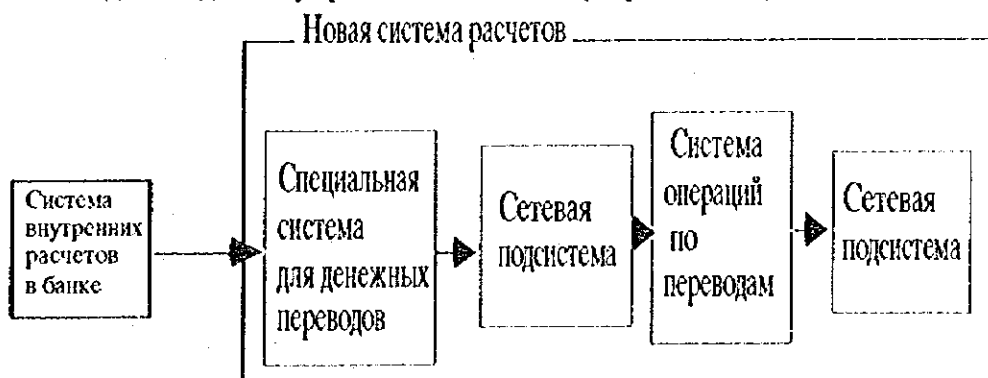 Новая система расчетов
Система
внутренних
расчетов
в банке
Специальная
система
для денежных
переводов
Сетевая
подсистема
Система
операций
по
переводам
Сетевая
подсистема